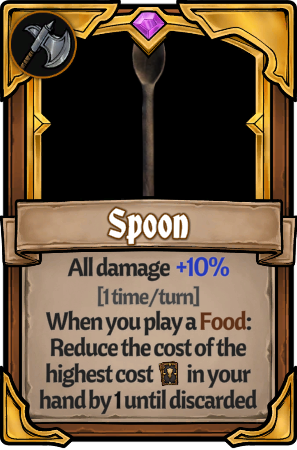 Spoon
All damage +10%
[1 time/turn]
When you play a Food:
Reduce the cost of the
highest cost in your
hand by 1 until discarded